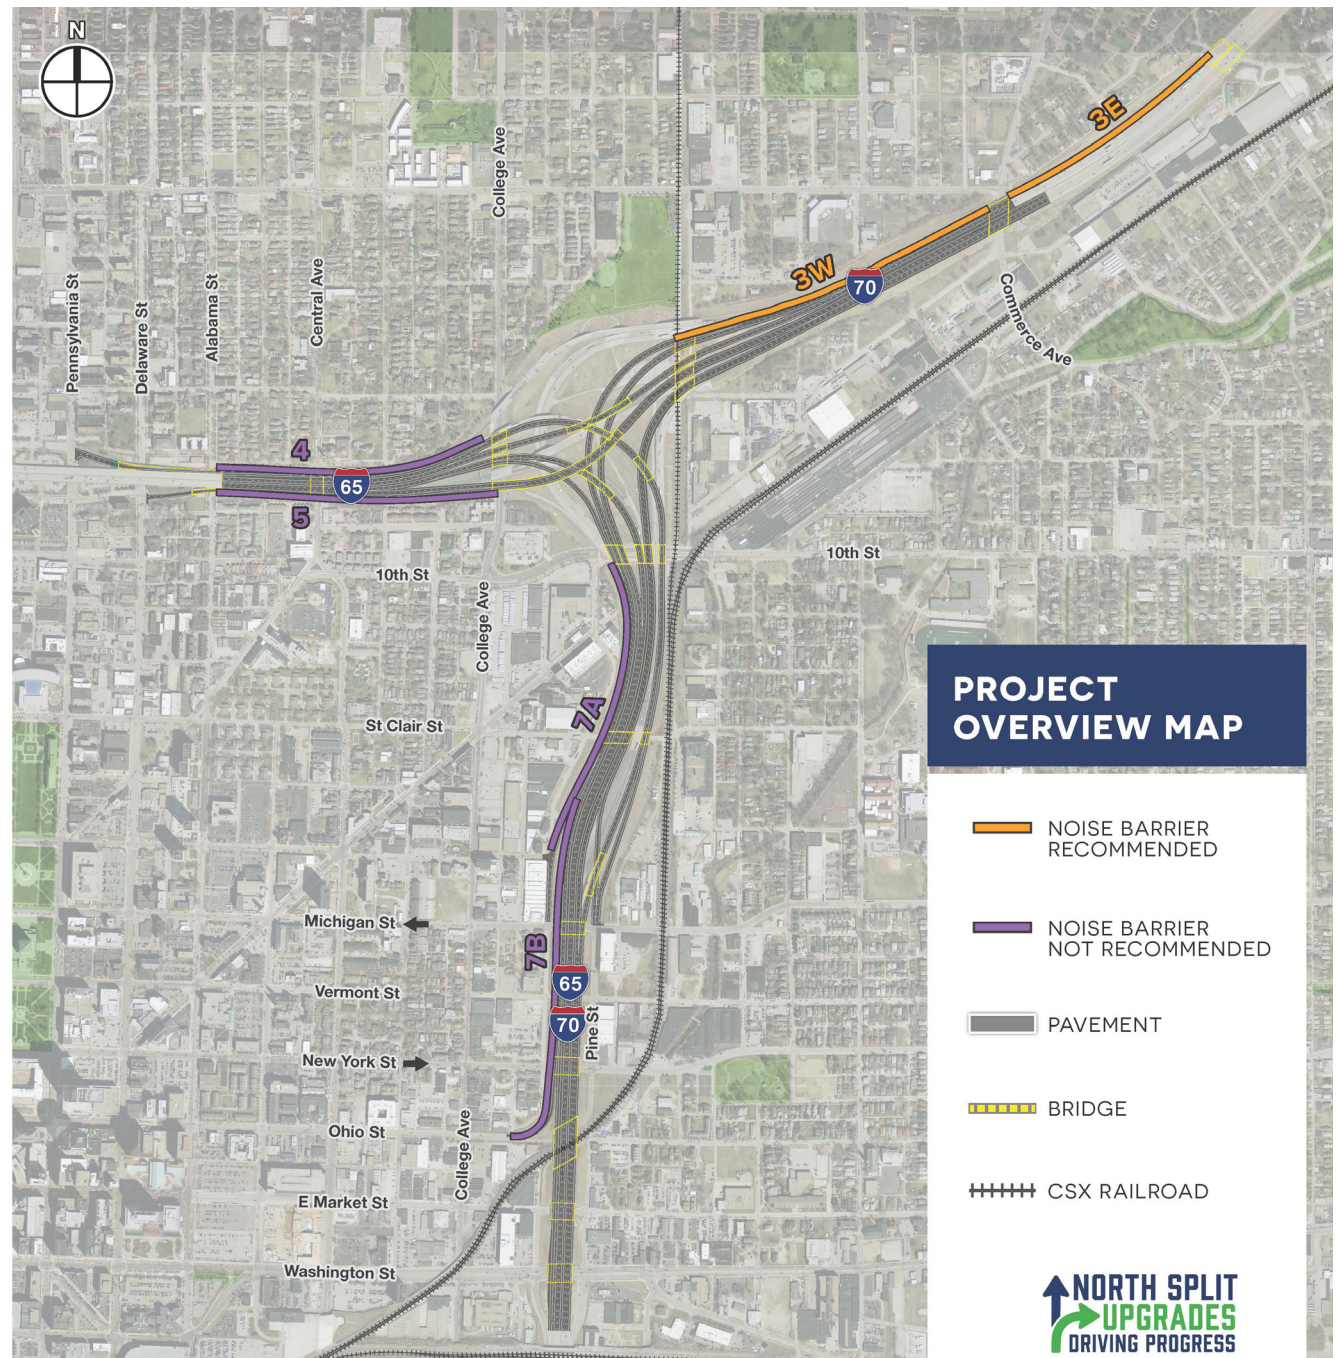 N
3E
College Ave
3W
70
Pennsylvania St
Delaware St
Alabama St
Central Ave
Commerce Ave
4
65
5
10th St
10th St
College Ave
7A
St Clair St
PROJECT
OVERVIEW MAP
NOISE BARRIER
RECOMMENDED
NOISE BARRIER
NOT RECOMMENDED
PAVEMENT
BRIDGE
CSX RAILROAD
Michigan St
7B
65
Vermont St
70
Pine St
New York St
Ohio St
College Ave
E Market St
Washington St
NORTH SPLIT
UPGRADES
DRIVING PROGRESS